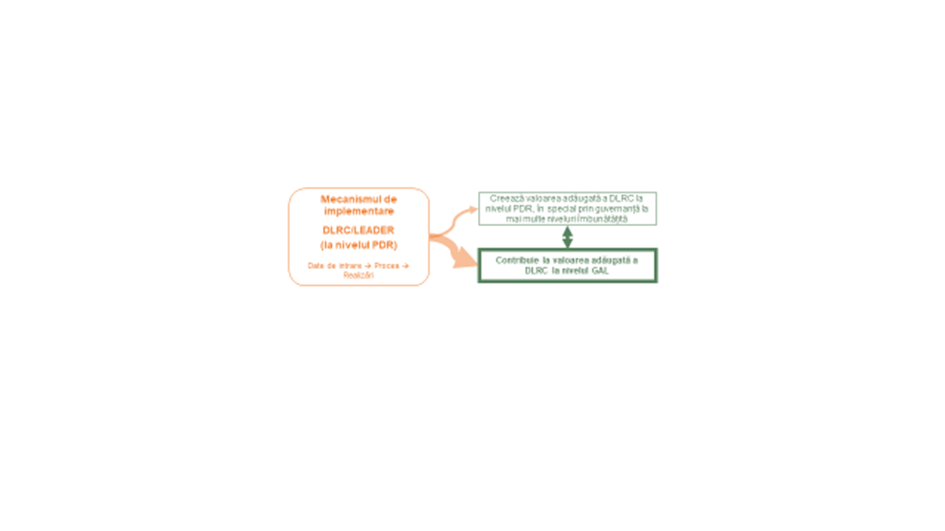 Mecanismul de
implementare
DLRC/LEADER
(la nivelul PDR)
Date de intrare → Proces →
Realizări
Creează valoarea adăugată a DLRC la
nivelul PDR, în special prin guvernanță la
mai multe niveluri îmbunătățită
Contribuie la valoarea adăugată a
DLRC la nivelul GAL